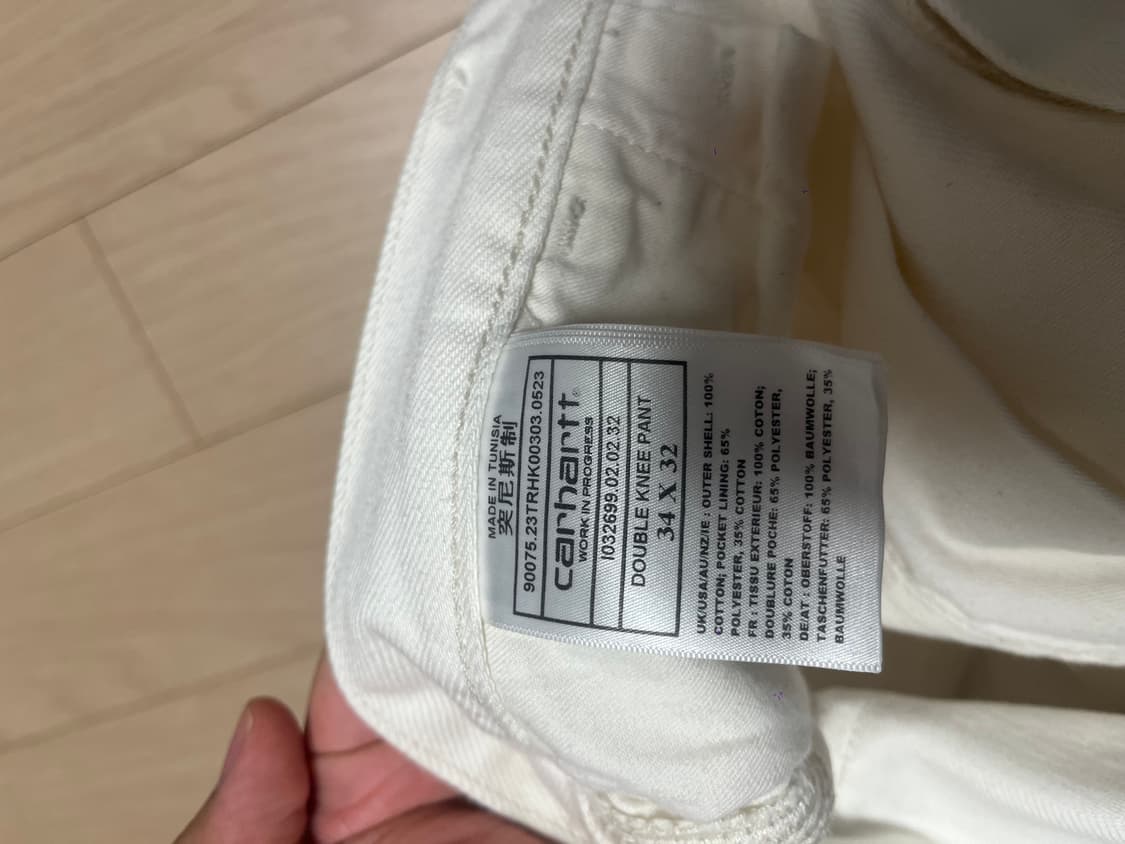 MADE IN TUNISIA
突尼斯制
90075.23TRHK00303.0523
carhartt
WORK IN PROGRESS
I032699.02.02.32
DOUBLE KNEE PANT
34 X 32
UK/USA/AU/NZ/IE : OUTER SHELL: 100%
COTTON; POCKET LINING: 65%
POLYESTER, 35% COTTON
FR : TISSU EXTERIEUR: 100% COTON;
DOUBLURE POCHE: 65% POLYESTER,
35% COTON
DE/AT : OBERSTOFF: 100% BAUMWOLLE;
TASCHENFUTTER: 65% POLYESTER, 35%
BAUMWOLLE